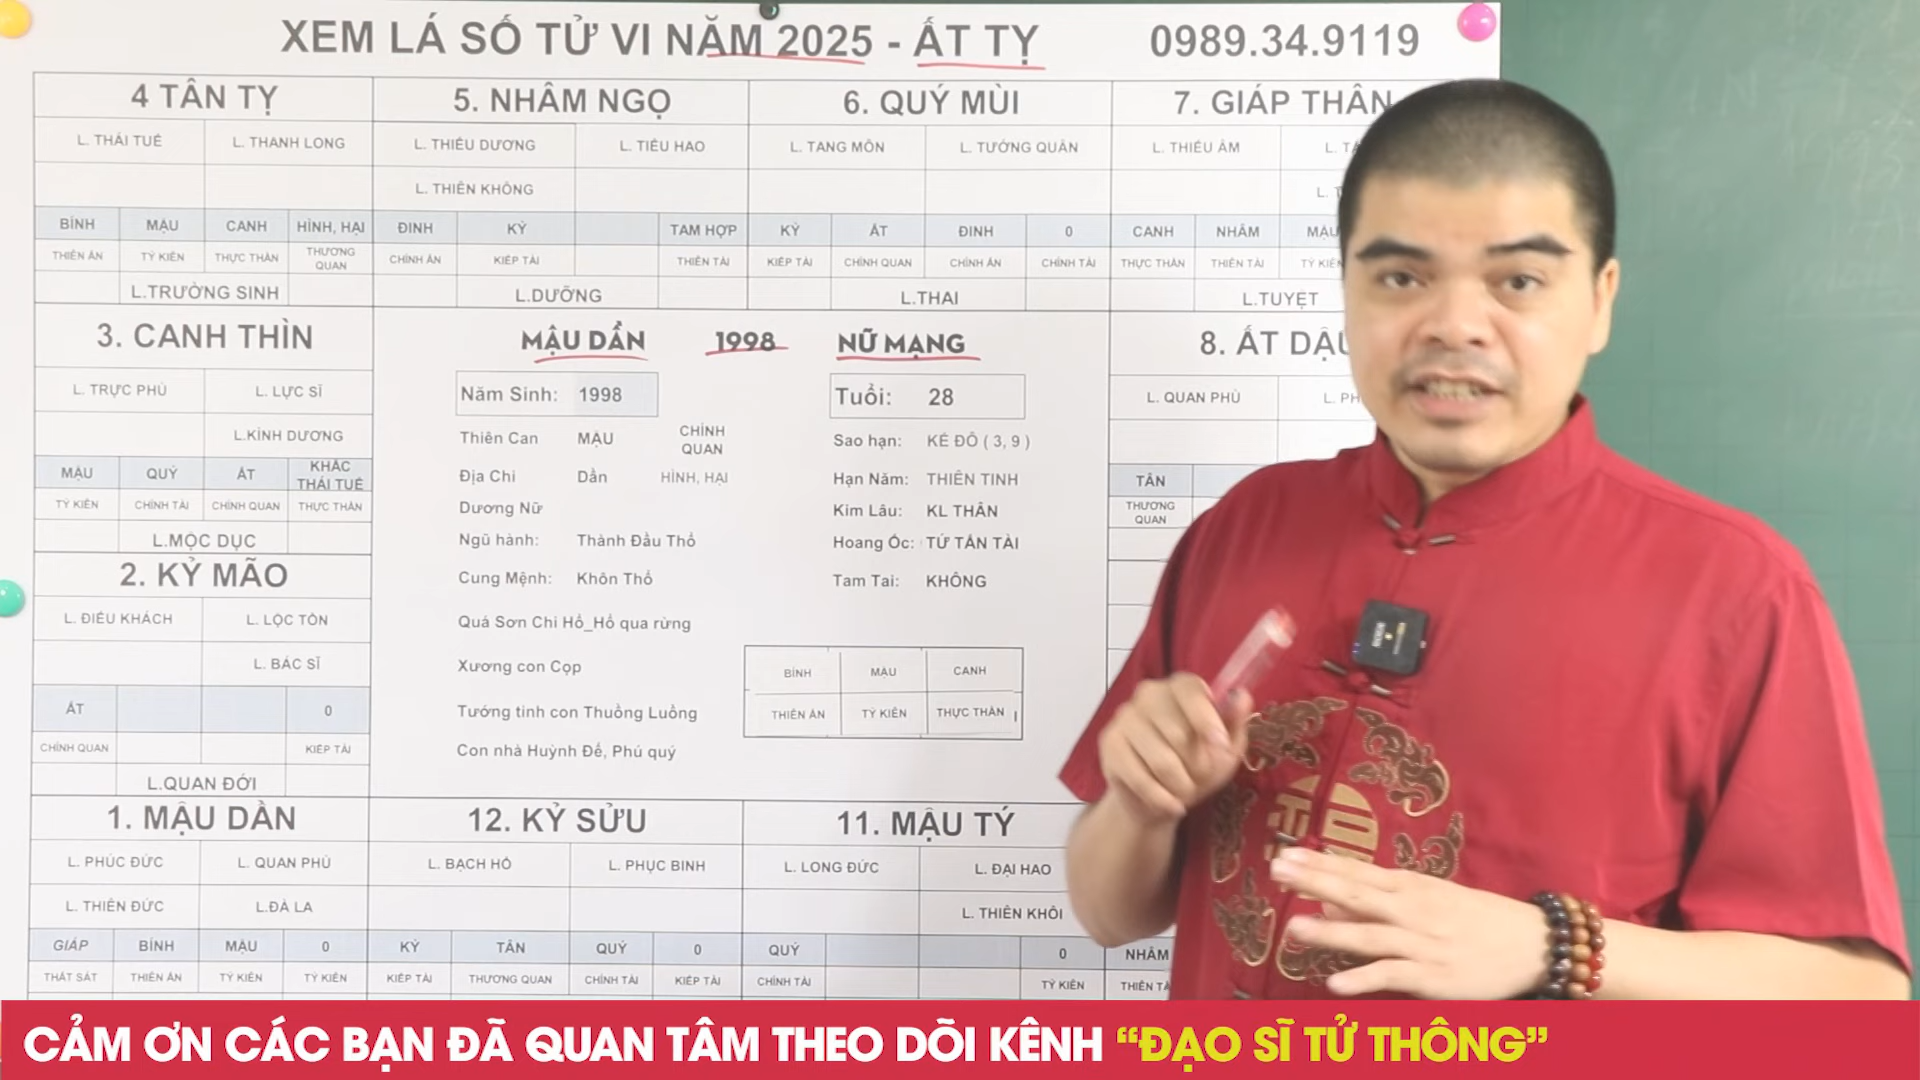 XEM LÁ SỐ TỬ VI NĂM 2025 - ẤT TỴ 0989.34.9119
4 TÂN TỴ
L. THÁI TUẾ L. THANH LONG
BÍNH MẬU CANH HÌNH, HẠI
THIÊN ẤN TỶ KIÊN THỰC THẦN THƯƠNG QUAN
L.TRƯỜNG SINH
5. NHÂM NGỌ
L. THIẾU DƯƠNG L. TIỂU HAO
L. THIÊN KHÔNG
ĐINH KỶ TAM HỢP
CHÍNH ẤN KIẾP TÀI THIÊN TÀI
L.DƯỠNG
6. QUÝ MÙI
L. TANG MÔN L. TƯỚNG QUÂN
KỶ ẤT ĐINH 0
KIẾP TÀI CHÍNH QUAN CHÍNH ẤN CHÍNH TÀI
L.THAI
7. GIÁP THÂN
L. THIẾU ÂM
CANH NHÂM MẬU
THỰC THẦN THIÊN TÀI TỶ KIÊN
L.TUYỆT
3. CANH THÌN
L. TRỰC PHÙ L. LỰC SĨ
L.KÌNH DƯƠNG
MẬU QUÝ ẤT KHẮC THÁI TUẾ
TỶ KIÊN CHÍNH TÀI CHÍNH QUAN THỰC THẦN
L.MỘC DỤC
MẬU DẦN 1998 NỮ MẠNG
Năm Sinh: 1998 Tuổi: 28
Thiên Can MẬU CHÍNH QUAN Sao hạn: KẾ ĐÔ ( 3, 9 )
Địa Chi Dần HÌNH, HẠI Hạn Năm: THIÊN TINH
Dương Nữ Kim Lâu: KL THÂN
Ngũ hành: Thành Đầu Thổ Hoang Ốc: TỨ TẤN TÀI
Cung Mệnh: Khôn Thổ Tam Tai: KHÔNG
Quá Sơn Chi Hổ_Hổ qua rừng
Xương con Cọp
Tướng tinh con Thuồng Luồng
Con nhà Huỳnh Đế, Phú quý
BÍNH MẬU CANH
THIÊN ẤN TỶ KIÊN THỰC THẦN
8. ẤT DẬU
L. QUAN PHÙ
TÂN
THƯƠNG QUAN
2. KỶ MÃO
L. ĐIẾU KHÁCH L. LỘC TỒN
L. BÁC SĨ
ẤT 0
CHÍNH QUAN KIẾP TÀI
L.QUAN ĐỚI
1. MẬU DẦN
L. PHÚC ĐỨC L. QUAN PHỦ
L. THIÊN ĐỨC L.ĐÀ LA
GIÁP BÍNH MẬU 0
THẤT SÁT THIÊN ẤN TỶ KIÊN TỶ KIÊN
12. KỶ SỬU
L. BẠCH HỔ L. PHỤC BINH
KỶ TÂN QUÝ 0
KIẾP TÀI THƯƠNG QUAN CHÍNH TÀI KIẾP TÀI
11. MẬU TÝ
L. LONG ĐỨC L. ĐẠI HAO
L. THIÊN KHÔI
QUÝ 0
CHÍNH TÀI TỶ KIÊN
NHÂM
CẢM ƠN CÁC BẠN ĐÃ QUAN TÂM THEO DÕI KÊNH “ĐẠO SĨ TỬ THÔNG”